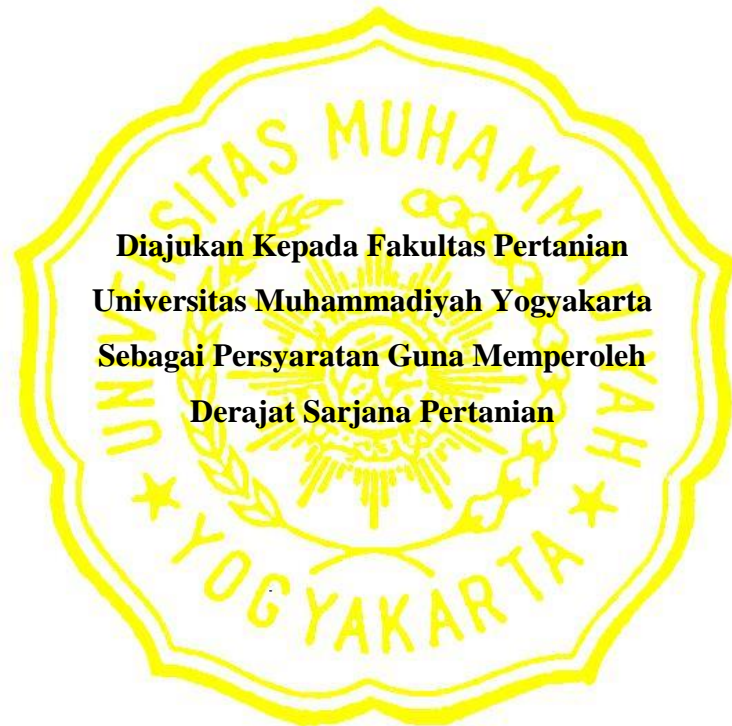 UNIVERSITAS MUHAMMADIYAH
Diajukan Kepada Fakultas Pertanian
Universitas Muhammadiyah Yogyakarta
Sebagai Persyaratan Guna Memperoleh
Derajat Sarjana Pertanian
★ YOGYAKARTA ★